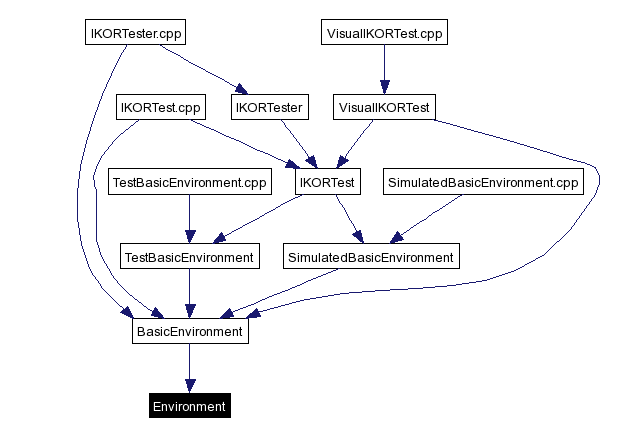 IKORTester.cpp
VisualIKORTest.cpp
IKORTest.cpp
IKORTester
VisualIKORTest
TestBasicEnvironment.cpp
IKORTest
SimulatedBasicEnvironment.cpp
TestBasicEnvironment
SimulatedBasicEnvironment
BasicEnvironment
Environment